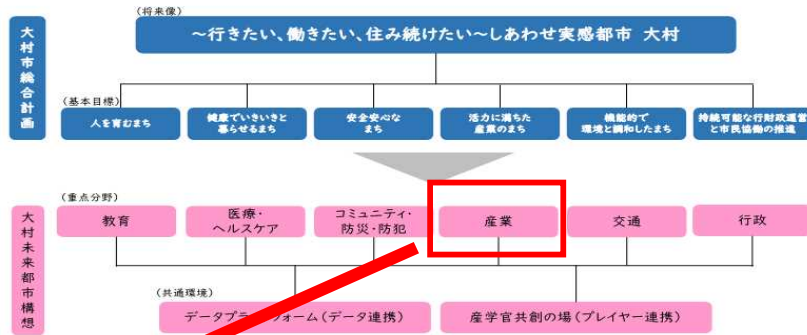 (将来像)
大村市総合計画
～行きたい、働きたい、住み続けたい～しあわせ実感都市 大村
(基本目標)
人を育むまち
健康でいきいきと
暮らせるまち
安全安心な
まち
活力に満ちた
産業のまち
機能的で
環境と調和したまち
持続可能な行財政運営
と市民協働の推進
大村未来都市構想
(重点分野)
教育
医療・
ヘルスケア
コミュニティ・
防災・防犯
産業
交通
行政
(共通環境)
データプラットフォーム(データ連携)
産学官共創の場(プレイヤー連携)